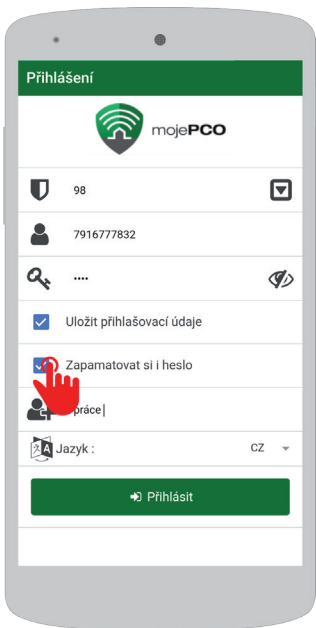 Přihlášení
mojePCO
98
7916777832
••••
Uložit přihlašovací údaje
Zapamatovat si i heslo
práce
Jazyk : CZ
Přihlásit